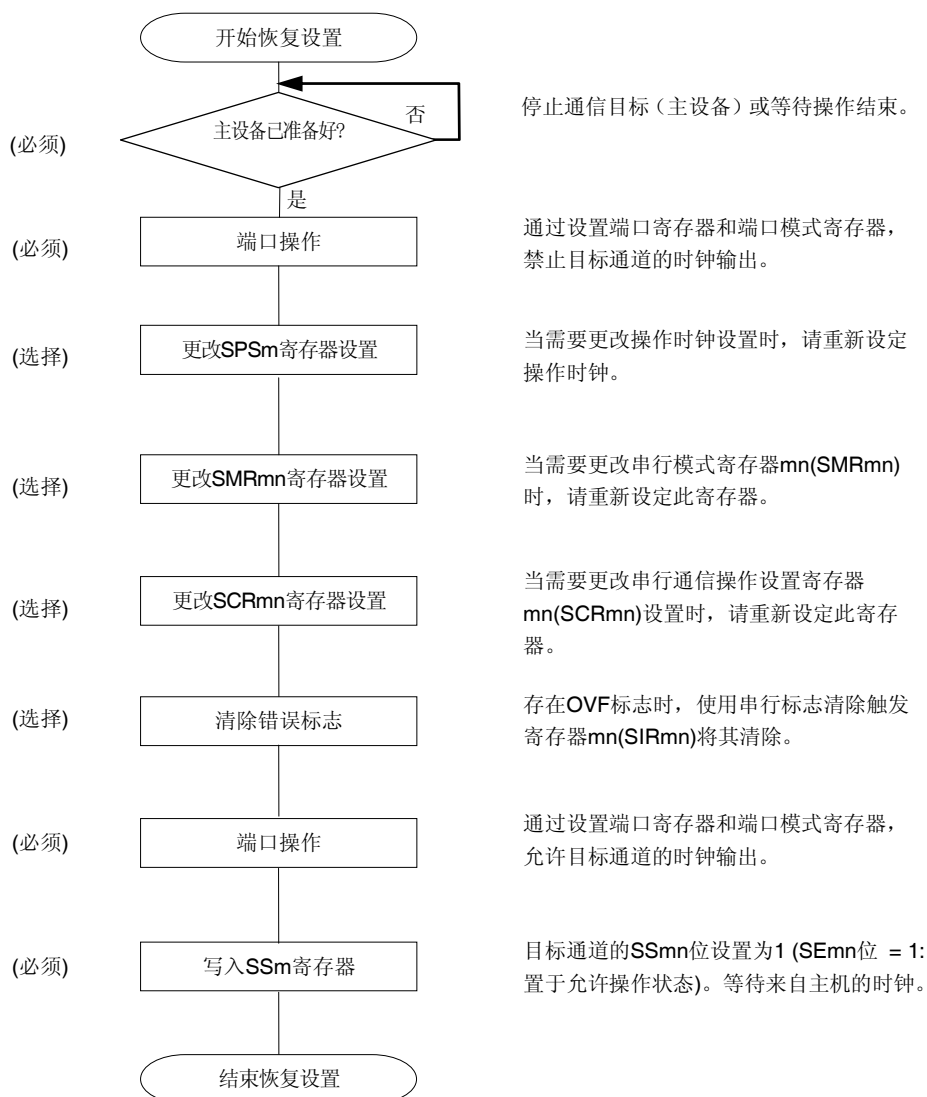 开始恢复设置
否
停止通信目标（主设备）或等待操作结束。
主设备已准备好?
(必须)
是
(必须)
端口操作
通过设置端口寄存器和端口模式寄存器，
禁止目标通道的时钟输出。
(选择)
更改SPSm寄存器设置
当需要更改操作时钟设置时，请重新设定
操作时钟。
(选择)
更改SMRmn寄存器设置
当需要更改串行模式寄存器mn(SMRmn)
时，请重新设定此寄存器。
(选择)
更改SCRmn寄存器设置
当需要更改串行通信操作设置寄存器
mn(SCRmn)设置时，请重新设定此寄存
器。
(选择)
清除错误标志
存在OVF标志时，使用串行标志清除触发
寄存器mn(SIRmn)将其清除。
(必须)
端口操作
通过设置端口寄存器和端口模式寄存器，
允许目标通道的时钟输出。
(必须)
写入SSm寄存器
目标通道的SSmn位设置为1 (SEmn位 = 1:
置于允许操作状态)。等待来自主机的时钟。
结束恢复设置